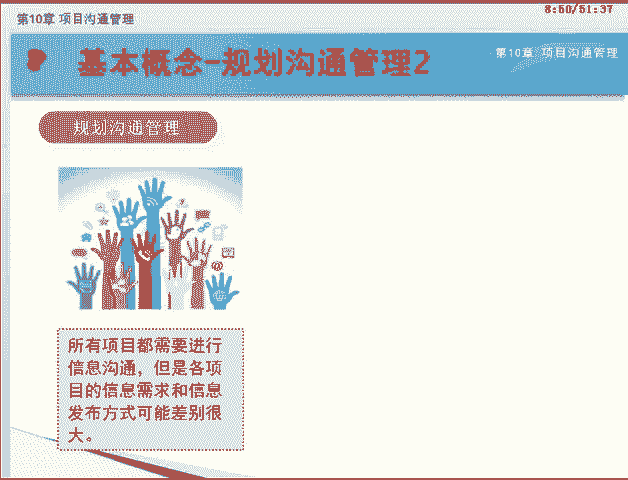 第10章 项目沟通管理
8:50/51:37
基本概念-规划沟通管理2
第10章 项目沟通管理
规划沟通管理
所有项目都需要进行
信息沟通，但是各项
目的信息需求和信息
发布方式可能差别很
大。